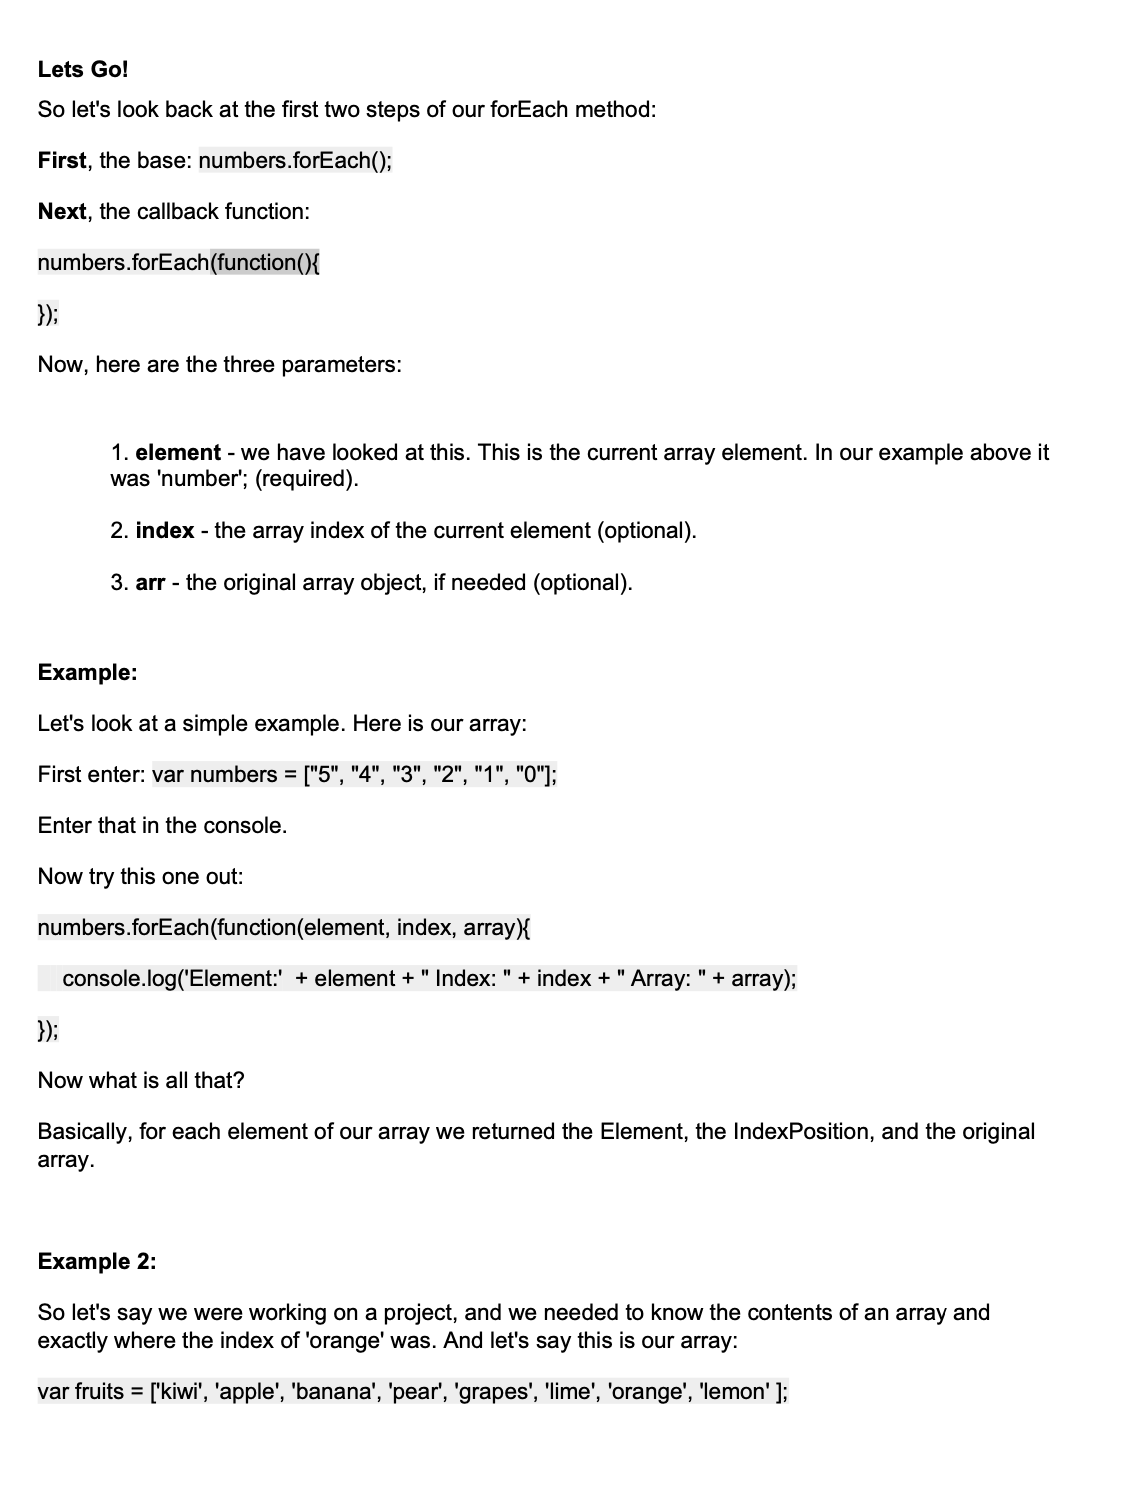 Lets Go!
So let's look back at the first two steps of our forEach method:
First, the base: numbers.forEach();
Next, the callback function:
numbers.forEach(function(){
});
Now, here are the three parameters:
1. element - we have looked at this. This is the current array element. In our example above it
was 'number'; (required).
2. index - the array index of the current element (optional).
3. arr - the original array object, if needed (optional).
Example:
Let's look at a simple example. Here is our array:
First enter: var numbers = ["5", "4", "3", "2", "1", "0"];
Enter that in the console.
Now try this one out:
numbers.forEach(function(element, index, array){
console.log('Element:'  + element + " Index: " + index + " Array: " + array);
});
Now what is all that?
Basically, for each element of our array we returned the Element, the IndexPosition, and the original
array.
Example 2:
So let's say we were working on a project, and we needed to know the contents of an array and
exactly where the index of 'orange' was. And let's say this is our array:
var fruits = ['kiwi', 'apple', 'banana', 'pear', 'grapes', 'lime', 'orange', 'lemon' ];